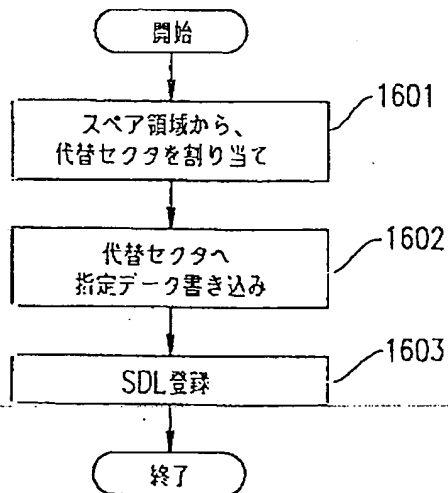 開始
スペア領域から、
代替セクタを割り当て
1601
代替セクタへ
指定データ書き込み
1602
SDL登録
1603
終了